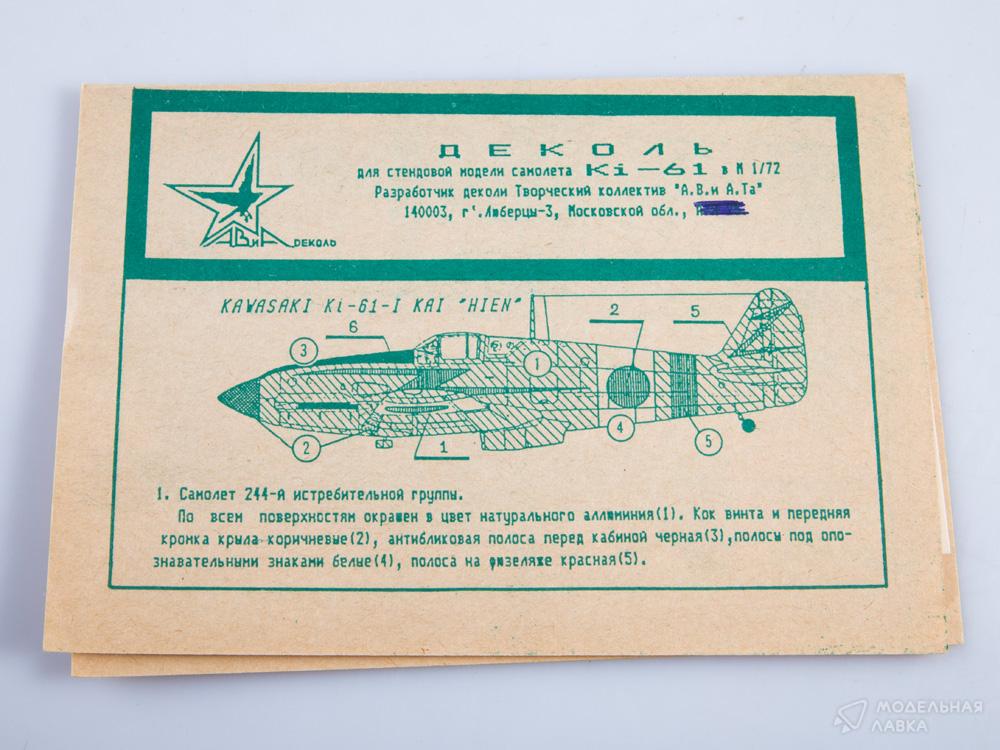 ДЕКОЛЬ
для стендовой модели самолета Ki-61 в М 1/72
Разработчик деколи Творческий коллектив "А.В.и А.Та"
140003, г'.Люберцы-3, Московской обл.,
АВиА ДЕКОЛЬ
KAWASAKI Ki-61-I KAI "HIEN"
6
2
5
3
1
4
5
2
1
1. Самолет 244-й истребительной группы.
По всем поверхностям окрашен в цвет натурального аллюминия(1). Кок винта и передняя
кромка крыла коричневые(2), антибликовая полоса перед кабиной черная(3),полосы под опо-
знавательными знаками белые(4), полоса на фюзеляже красная(5).
МОДЕЛЬНАЯ
ЛАВКА